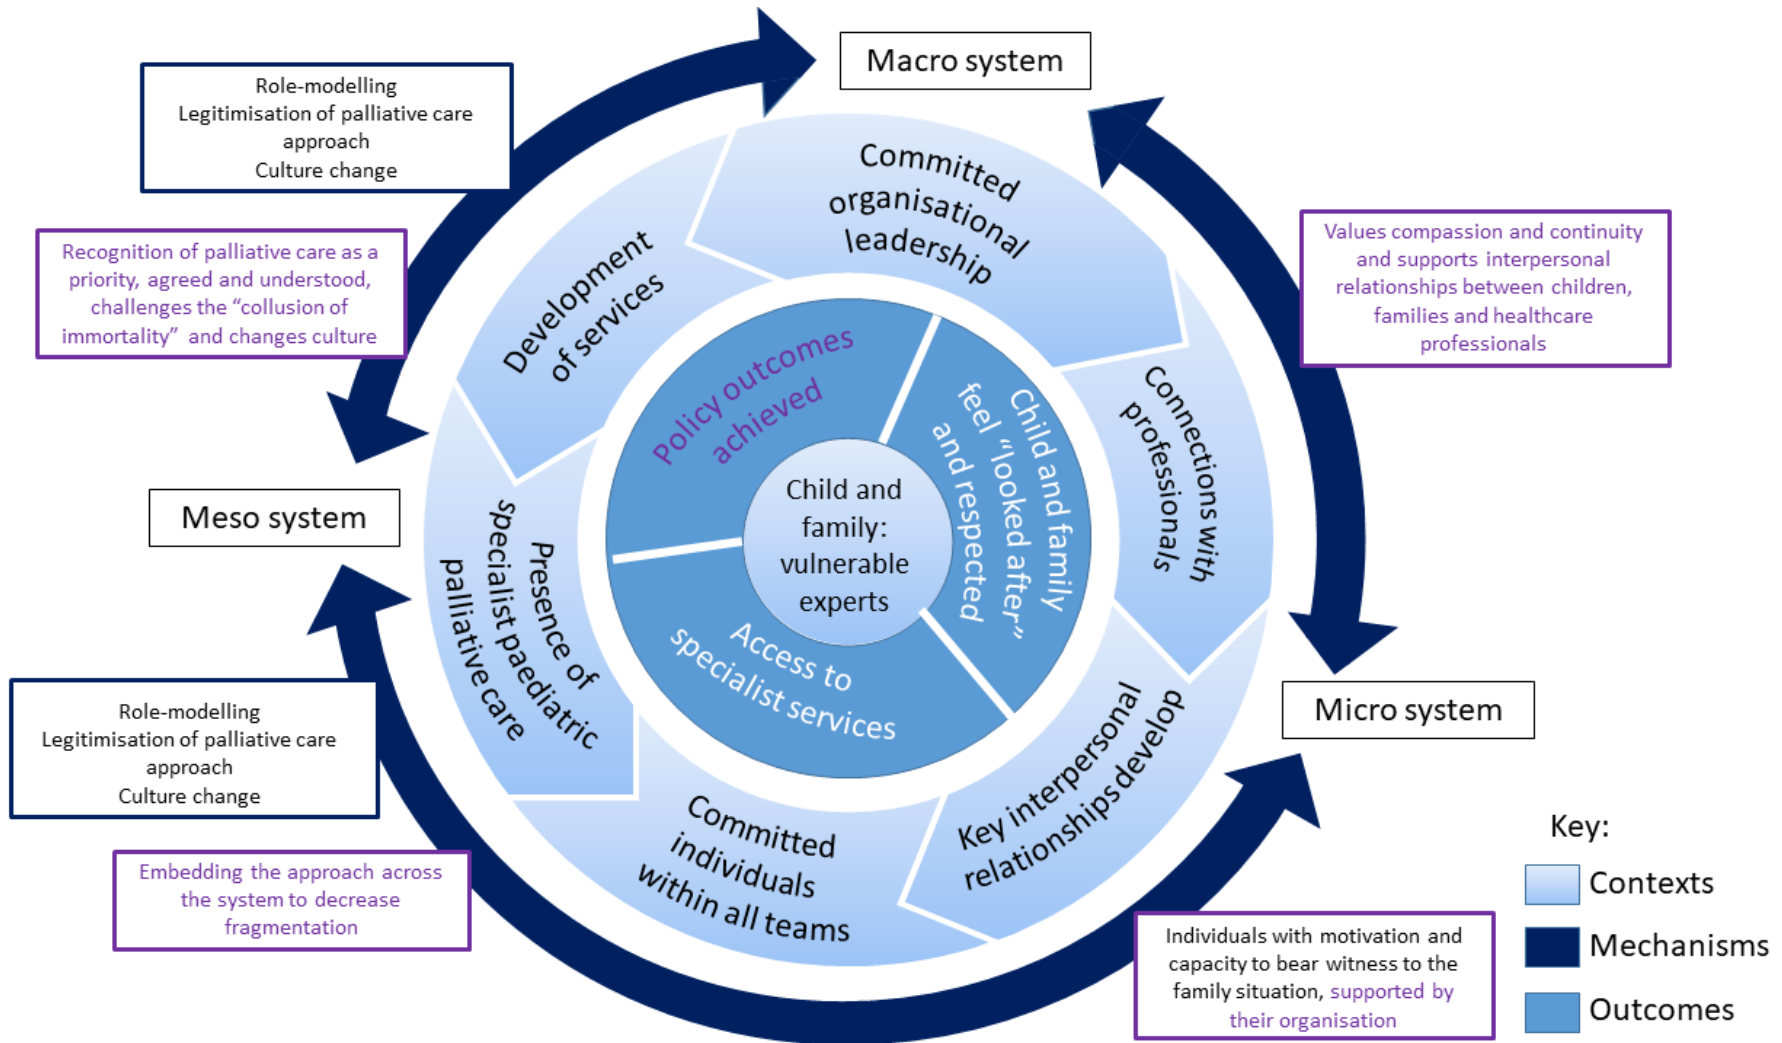 Macro system
Role-modelling
Legitimisation of palliative care
approach
Culture change
Recognition of palliative care as a
priority, agreed and understood,
challenges the “collusion of
immortality” and changes culture
Values compassion and continuity
and supports interpersonal
relationships between children,
families and healthcare
professionals
Committed
organisational
leadership
Development
of services
Connections with
professionals
Policy outcomes
achieved
Child and family
feel “looked after”
and respected
Child and
family:
vulnerable
experts
Meso system
Presence of
specialist paediatric
palliative care
Access to
specialist services
Micro system
Key interpersonal
relationships develop
Committed
individuals
within all teams
Role-modelling
Legitimisation of palliative care
approach
Culture change
Embedding the approach across
the system to decrease
fragmentation
Individuals with motivation and
capacity to bear witness to the
family situation, supported by
their organisation
Key:
Contexts
Mechanisms
Outcomes